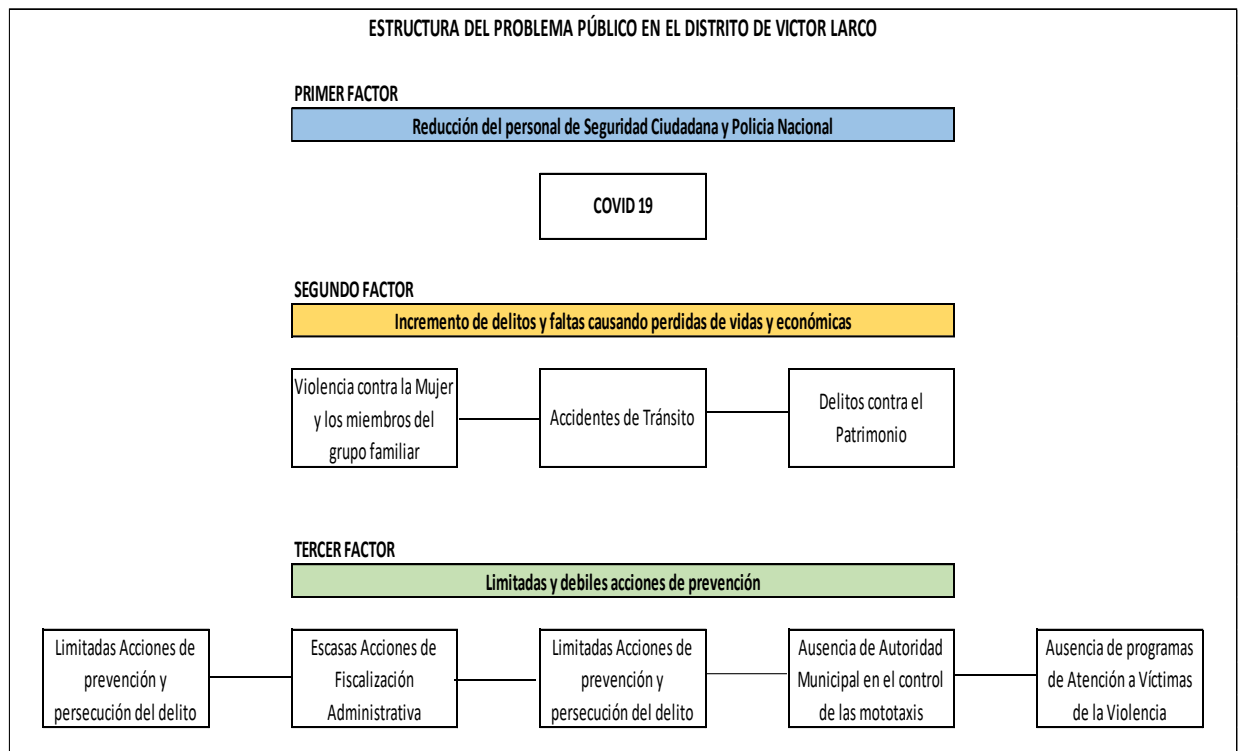 ESTRUCTURA DEL PROBLEMA PÚBLICO EN EL DISTRITO DE VICTOR LARCO
PRIMER FACTOR
Reducción del personal de Seguridad Ciudadana y Policia Nacional
COVID 19
SEGUNDO FACTOR
Incremento de delitos y faltas causando perdidas de vidas y económicas
Violencia contra la Mujer
y los miembros del
grupo familiar
Accidentes de Tránsito
Delitos contra el
Patrimonio
TERCER FACTOR
Limitadas y debiles acciones de prevención
Limitadas Acciones de
prevención y
persecución del delito
Escasas Acciones de
Fiscalización
Administrativa
Limitadas Acciones de
prevención y
persecución del delito
Ausencia de Autoridad
Municipal en el control
de las mototaxis
Ausencia de programas
de Atención a Víctimas
de la Violencia